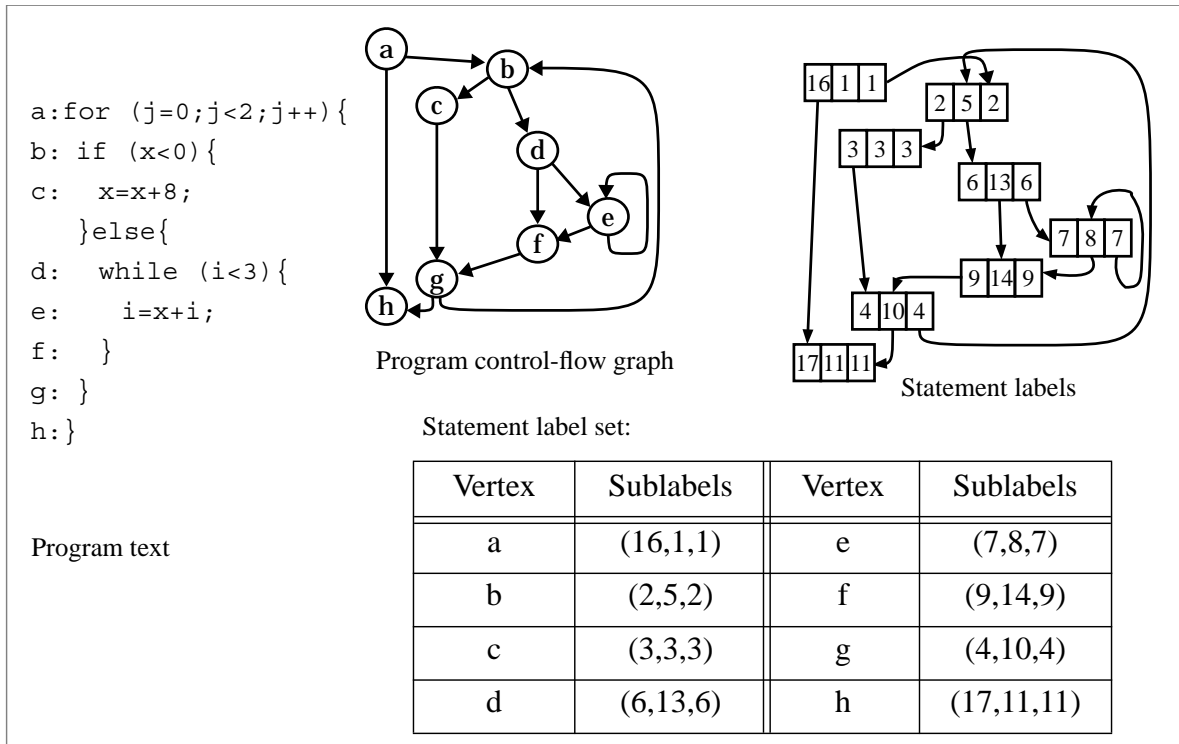 a:for (j=0;j<2;j++){
b: if (x<0){
c:   x=x+8;
   }else{
d:   while (i<3){
e:     i=x+i;
f:   }
g: }
h:}
Program text
a
b
c
d
e
f
g
h
Program control-flow graph
16 1 1
2 5 2
3 3 3
6 13 6
7 8 7
9 14 9
4 10 4
17 11 11
Statement labels
Statement label set:
Vertex Sublabels Vertex Sublabels
a (16,1,1) e (7,8,7)
b (2,5,2) f (9,14,9)
c (3,3,3) g (4,10,4)
d (6,13,6) h (17,11,11)